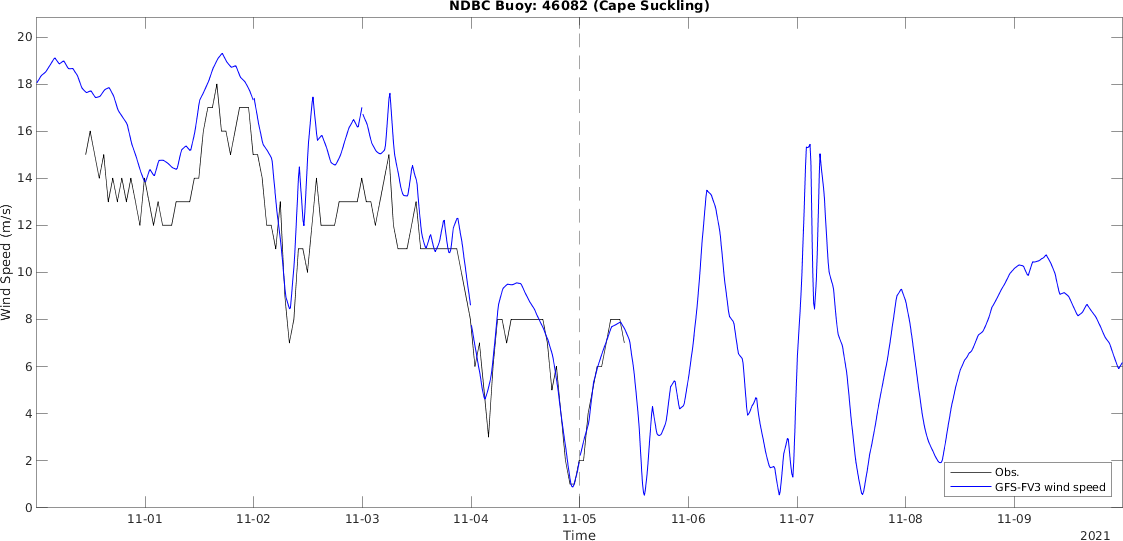 NDBC Buoy: 46082 (Cape Suckling)
20
18
16
14
12
10
8
6
4
2
0
Wind Speed (m/s)
11-01 11-02 11-03 11-04 11-05 11-06 11-07 11-08 11-09
Time
2021
Obs.
GFS-FV3 wind speed